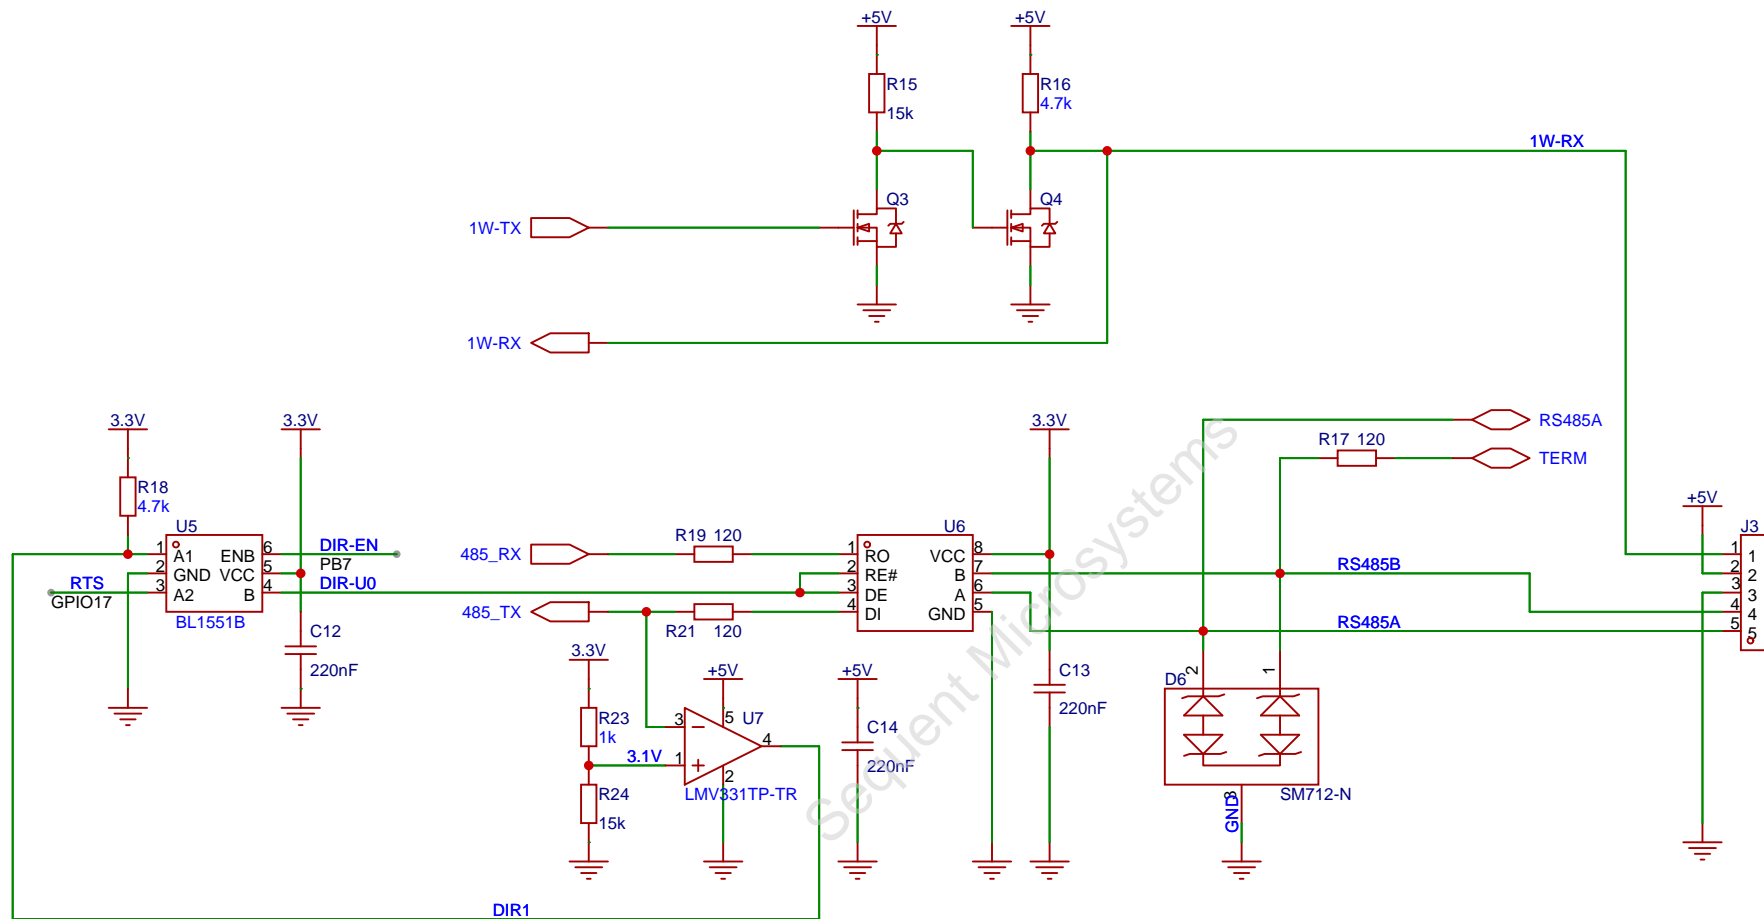 +5V
+5V
R15
15k
R16
4.7k
1W-RX
Q3
Q4
1W-TX
1W-RX
3.3V
3.3V
3.3V
RS485A
R17 120
TERM
R18
4.7k
+5V
J3
U5
1 A1 ENB 6
2 GND VCC 5
3 A2 B 4
BL1551B
DIR-EN
PB7
DIR-U0
RTS
GPIO17
485_RX
R19 120
485_TX
R21 120
U6
1 RO VCC 8
2 RE# B 7
3 DE A 6
4 DI GND 5
RS485B
RS485A
1 1
2 2
3 3
4 4
5 5
C12
220nF
3.3V
+5V
+5V
R23
1k
3.1V
R24
15k
3
1
5
2
4
U7
LMV331TP-TR
C14
220nF
C13
220nF
D6
2
1
3
GND
SM712-N
DIR1
Sequent Microsystems